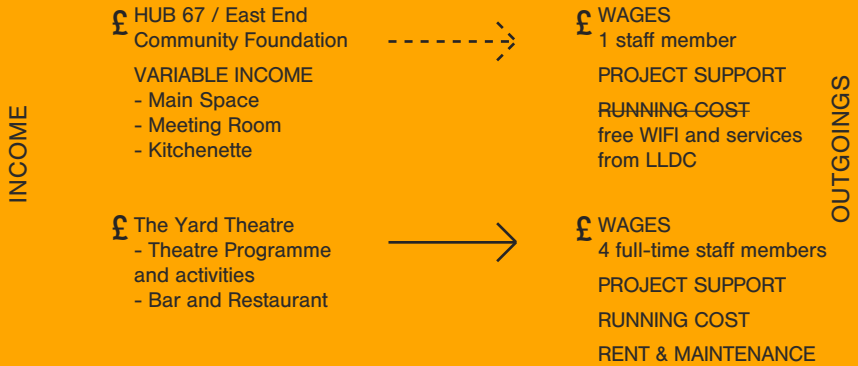 INCOME
£ HUB 67 / East End
Community Foundation
VARIABLE INCOME
- Main Space
- Meeting Room
- Kitchenette
£ WAGES
1 staff member
PROJECT SUPPORT
RUNNING COST
free WIFI and services
from LLDC
OUTGOINGS
£ The Yard Theatre
- Theatre Programme
and activities
- Bar and Restaurant
£ WAGES
4 full-time staff members
PROJECT SUPPORT
RUNNING COST
RENT & MAINTENANCE